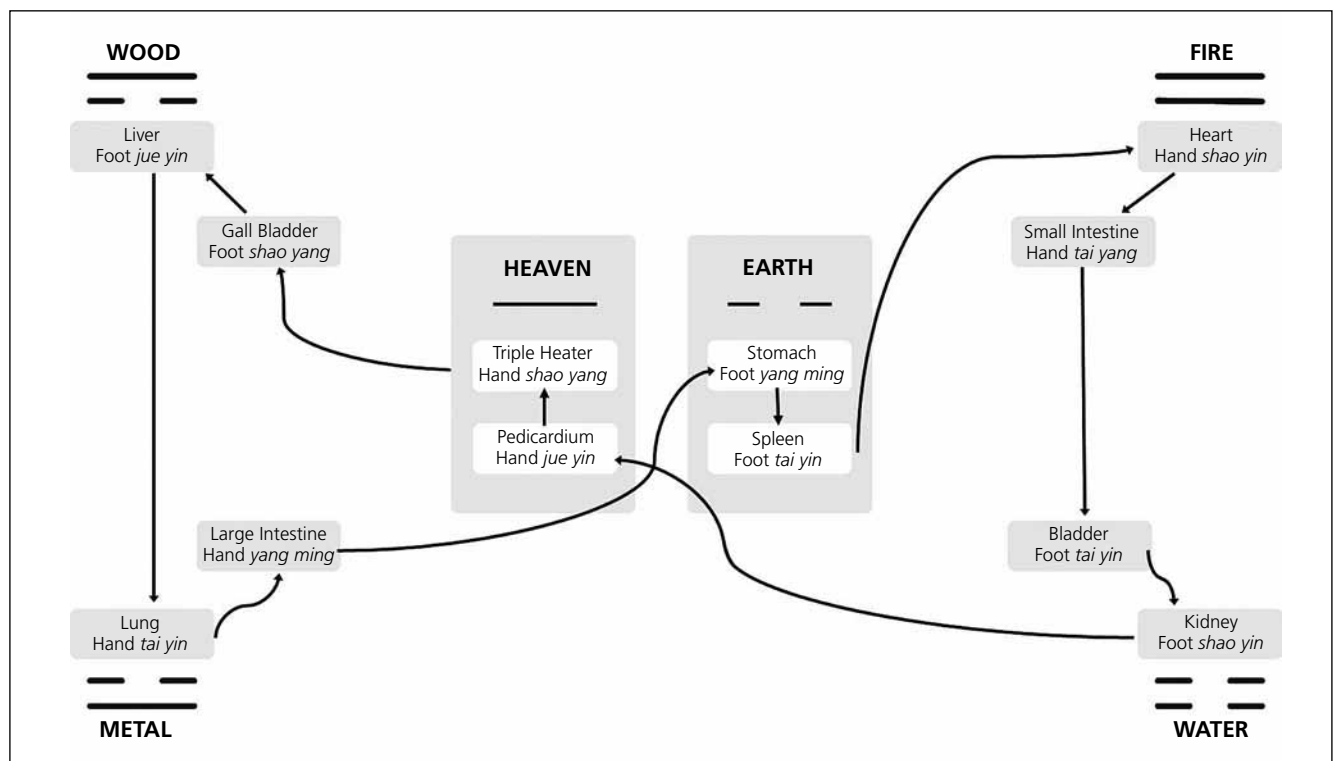 WOOD
Liver
Foot jue yin
Gall Bladder
Foot shao yang
HEAVEN
Triple Heater
Hand shao yang
Pedicardium
Hand jue yin
Large Intestine
Hand yang ming
Lung
Hand tai yin
METAL
EARTH
Stomach
Foot yang ming
Spleen
Foot tai yin
FIRE
Heart
Hand shao yin
Small Intestine
Hand tai yang
Bladder
Foot tai yin
Kidney
Foot shao yin
WATER